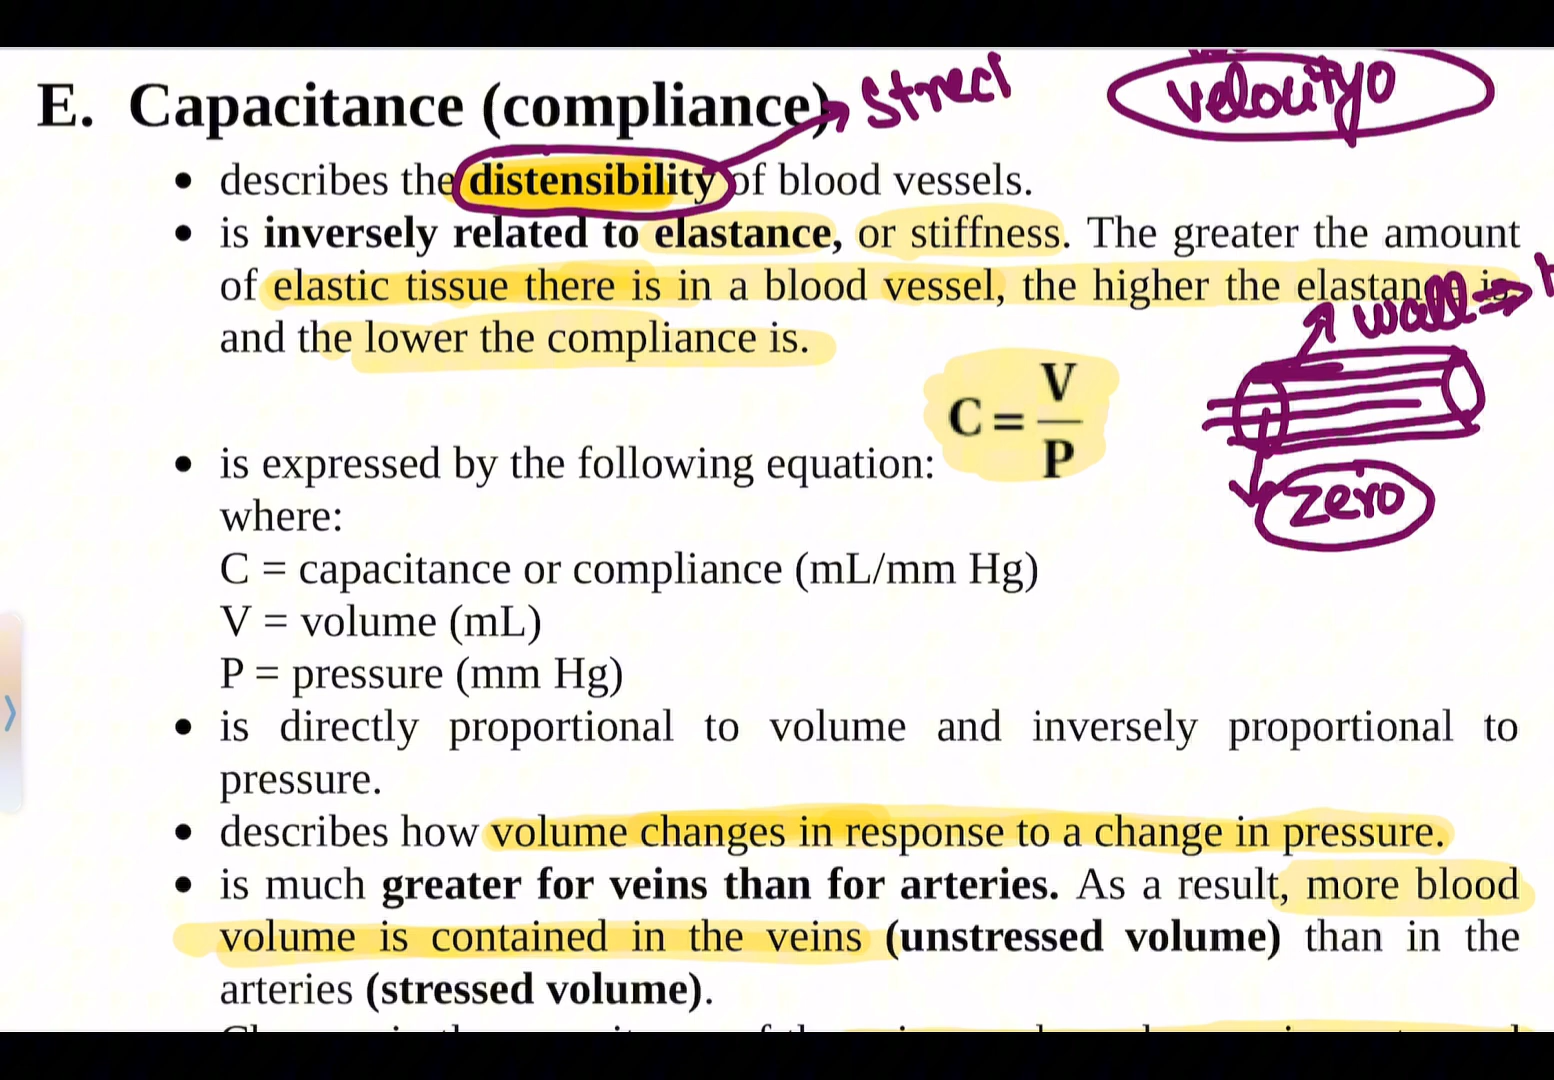 E. Capacitance (compliance) strecl velocityo
• describes the distensibility of blood vessels.
• is inversely related to elastance, or stiffness. The greater the amount
of elastic tissue there is in a blood vessel, the higher the elastance is,
and the lower the compliance is.
wall
C = V / P
• is expressed by the following equation:
zero
where:
C = capacitance or compliance (mL/mm Hg)
V = volume (mL)
P = pressure (mm Hg)
• is directly proportional to volume and inversely proportional to
pressure.
• describes how volume changes in response to a change in pressure.
• is much greater for veins than for arteries. As a result, more blood
volume is contained in the veins (unstressed volume) than in the
arteries (stressed volume).